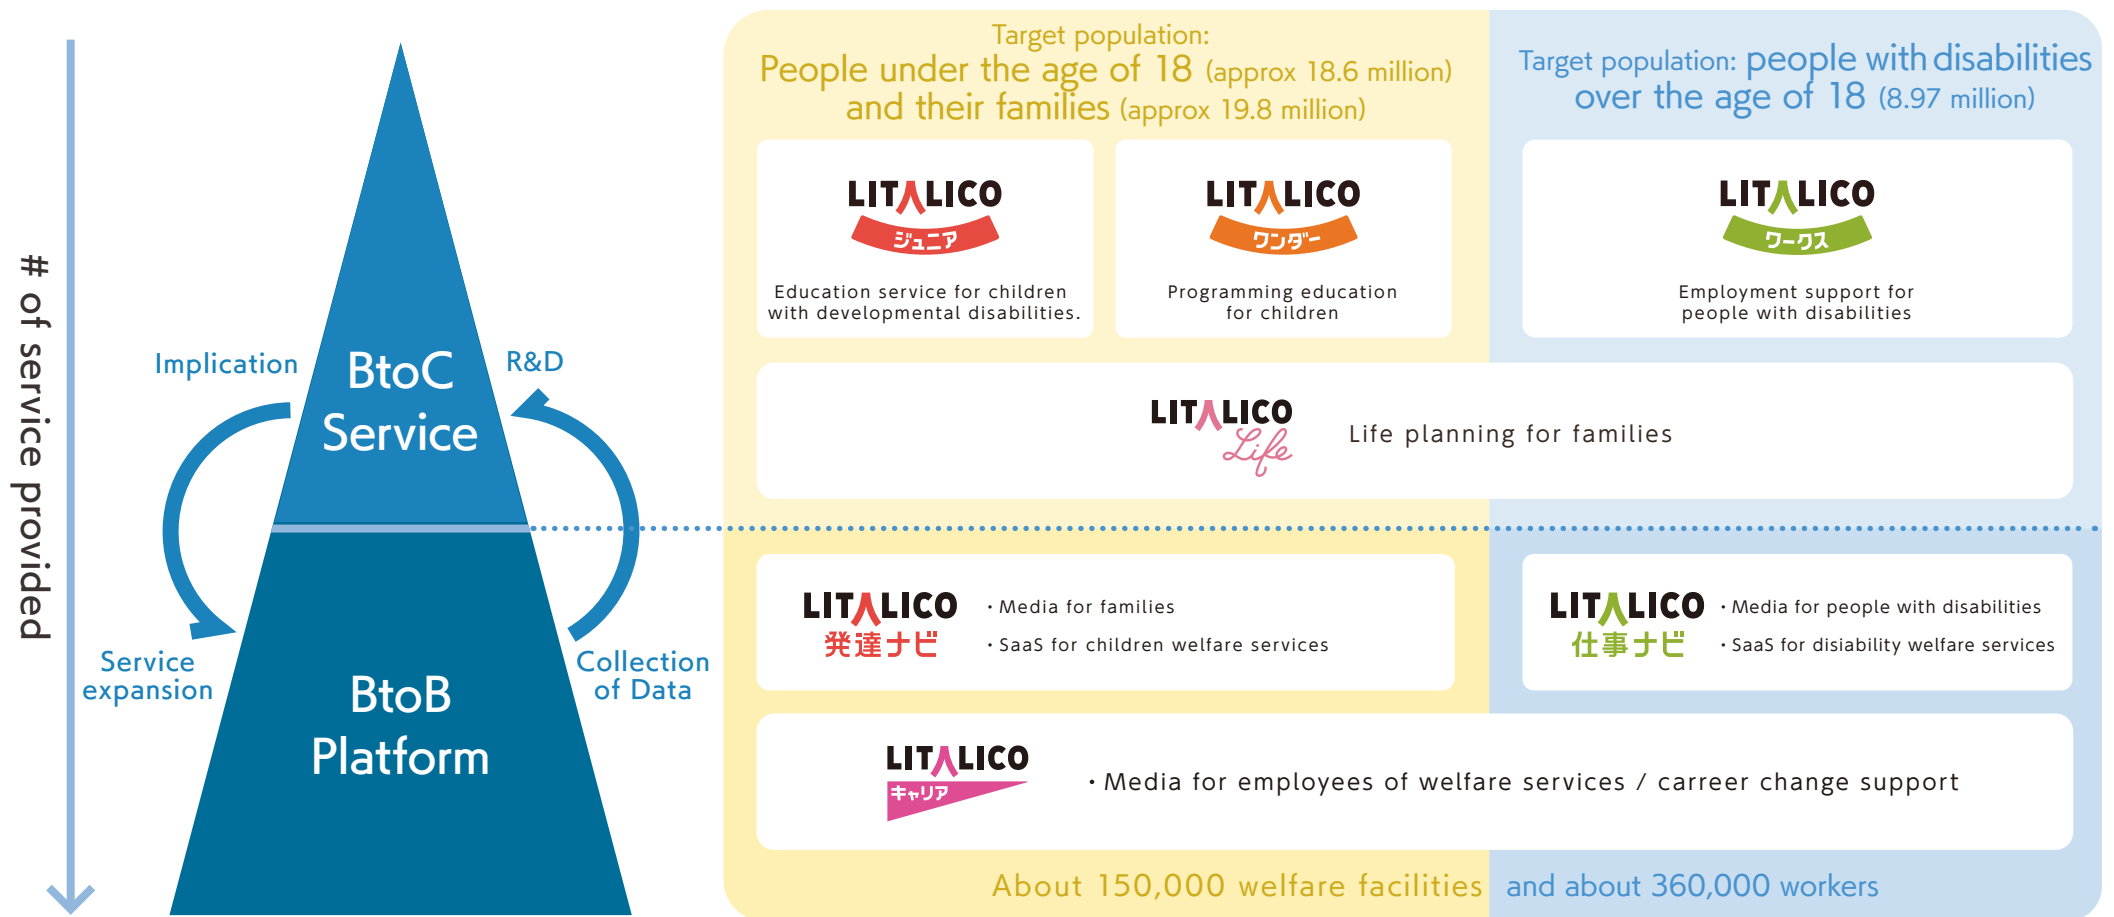 # of service provided
Implication
R&D
BtoC
Service
Service
expansion
Collection
of Data
BtoB
Platform
Target population:
People under the age of 18 (approx 18.6 million)
and their families (approx 19.8 million)
Target population: people with disabilities
over the age of 18 (8.97 million)
LITALICO
ジュニア
Education service for children
with developmental disabilities.
LITALICO
ワンダー
Programming education
for children
LITALICO
ワークス
Employment support for
people with disabilities
LITALICO
Life
Life planning for families
LITALICO
発達ナビ
・Media for families
・SaaS for children welfare services
LITALICO
仕事ナビ
・Media for people with disabilities
・SaaS for disiability welfare services
LITALICO
キャリア
・Media for employees of welfare services / carreer change support
About 150,000 welfare facilities and about 360,000 workers